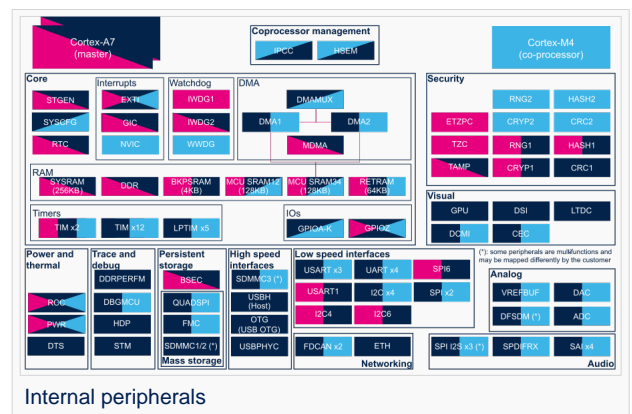 Cortex-A7
(master)
Coprocessor management
IPCC
HSEM
Cortex-M4
(co-processor)
Core
STGEN
SYSCFG
RTC
Interrupts
EXTI
GIC
NVIC
Watchdog
IWDG1
IWDG2
WWDG
DMA
DMAMUX
DMA1
DMA2
MDMA
Security
RNG2
HASH2
ETZPC
CRYP2
CRC2
TZC
RNG1
HASH1
TAMP
CRYP1
CRC1
RAM
SYSRAM
(256KB)
DDR
BKPSRAM
(4KB)
MCU SRAM12
(128KB)
MCU SRAM34
(128KB)
RETRAM
(64KB)
Timers
TIM x2
TIM x12
LPTIM x5
IOs
GPIOA-K
GPIOZ
Visual
GPU
DSI
LTDC
DCMI
CEC
(*): some peripherals are multifunctions and
may be mapped differently by the customer
Power and
thermal
RCC
PWR
DTS
Trace and
debug
DDRPERFM
DBGMCU
HDP
STM
Persistent
storage
BSEC
QUADSPI
FMC
SDMMC1/2 (*)
Mass storage
High speed
interfaces
SDMMC3 (*)
USBH
(Host)
OTG
(USB OTG)
USBPHYC
Low speed interfaces
USART x3
UART x4
SPI6
USART1
I2C x4
SPI x2
I2C4
I2C6
Analog
VREFBUF
DAC
DFSDM (*)
ADC
FDCAN x2
ETH
Networking
SPI I2S x3 (*)
SPDIFRX
SAI x4
Audio
Internal peripherals